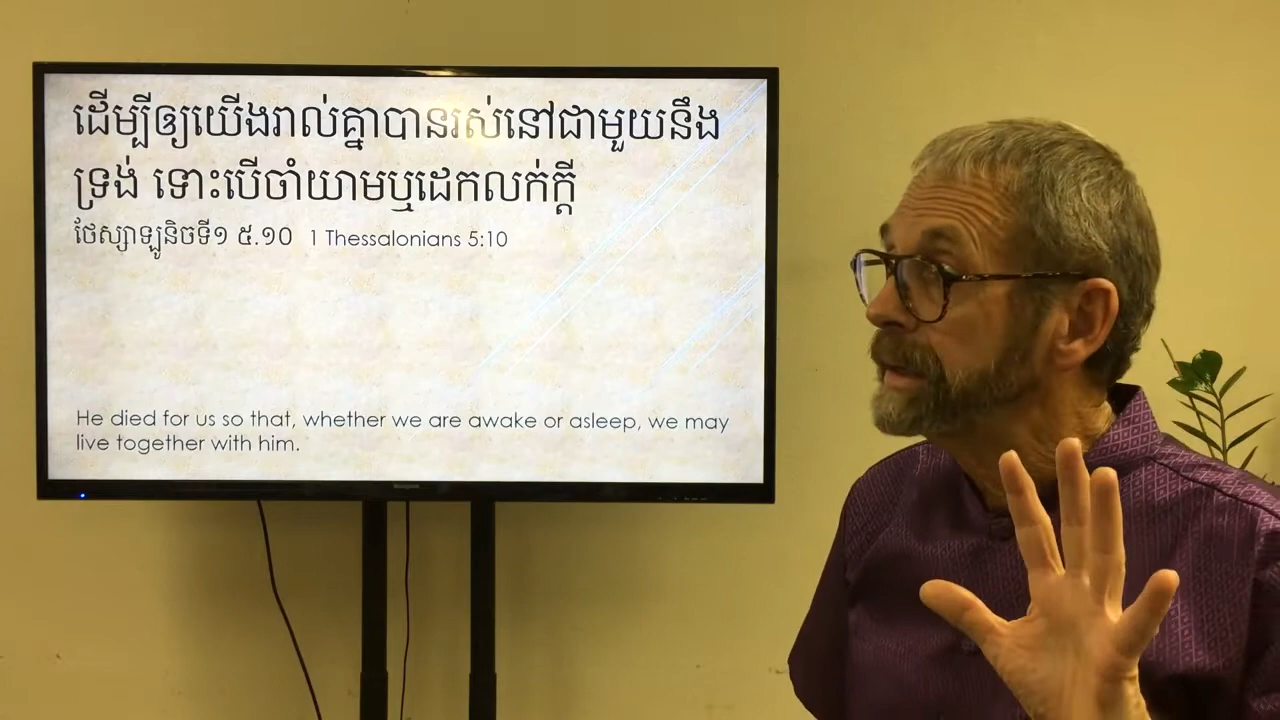 ដើម្បីឲ្យយើងរាល់គ្នាបានរស់នៅជាមួយនឹង
ទ្រង់ ទោះបើចាំយាមឬដេកលក់ក្ដី
ថែស្សាឡូនិចទី១ ៥.១០ 1 Thessalonians 5:10
He died for us so that, whether we are awake or asleep, we may
live together with him.